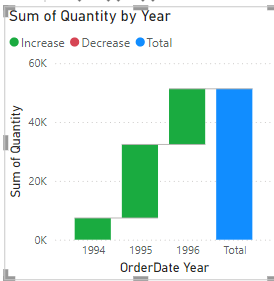 Sum of Quantity by Year
Increase Decrease Total
60K
40K
20K
0K
Sum of Quantity
1994 1995 1996 Total
OrderDate Year